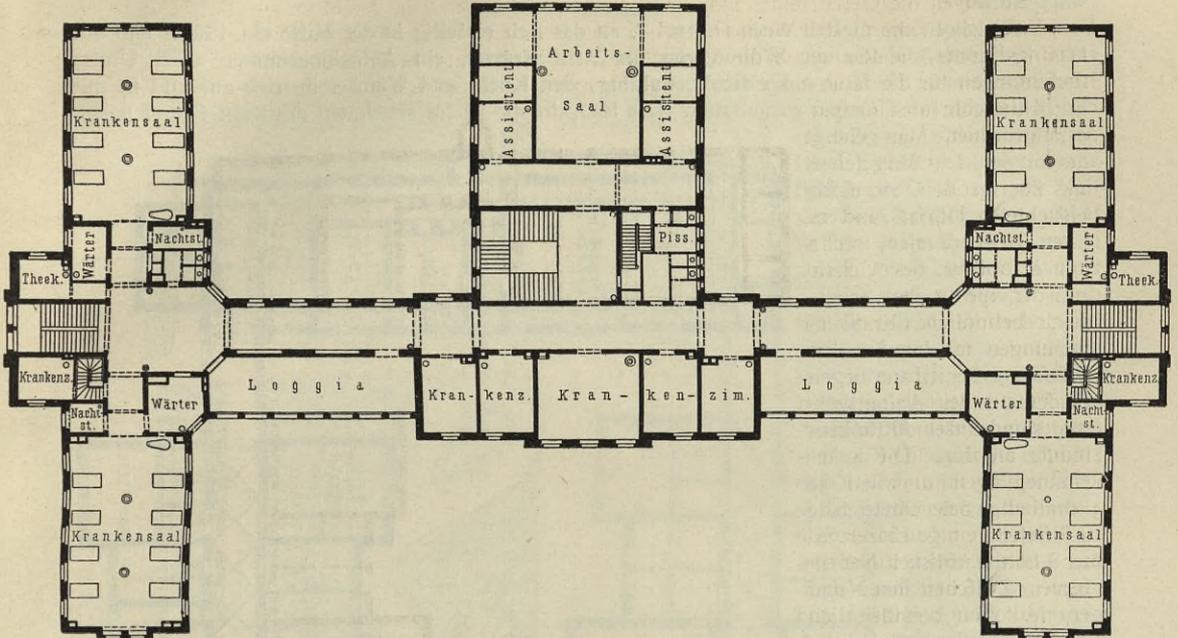 Arbeits-
Saal
Assistent
Assistent
Krankensaal
Krankensaal
Nachtst.
Wärter
Theek.
Piss.
Nachtst.
Wärter
Theek.
Krankenz.
Nacht-
st.
Wärter
Loggia
Kran-
kenz.
Kran-
ken-
zim.
Loggia
Wärter
Krankenz.
Nacht-
st.
Krankensaal
Krankensaal